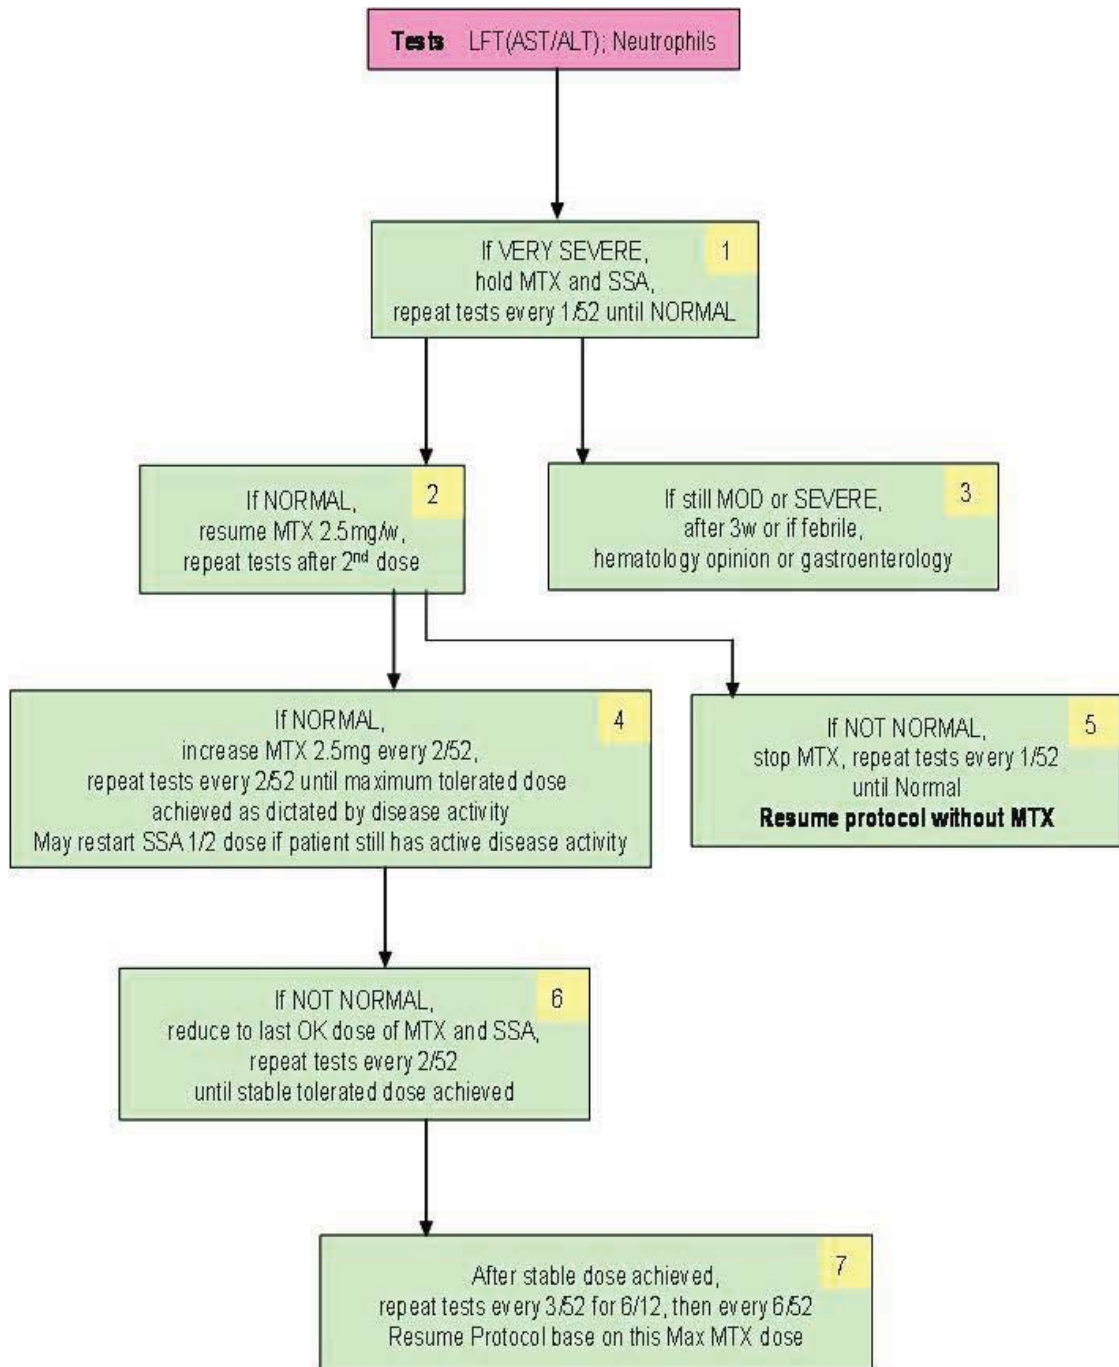 Tests LFT(AST/ALT); Neutrophils
1
If VERY SEVERE,
hold MTX and SSA,
repeat tests every 1/52 until NORMAL
2
If NORMAL,
resume MTX 2.5mg/w,
repeat tests after 2nd dose
3
If still MOD or SEVERE,
after 3w or if febrile,
hematology opinion or gastroenterology
4
If NORMAL,
increase MTX 2.5mg every 2/52,
repeat tests every 2/52 until maximum tolerated dose
achieved as dictated by disease activity
May restart SSA 1/2 dose if patient still has active disease activity
5
If NOT NORMAL,
stop MTX, repeat tests every 1/52
until Normal
Resume protocol without MTX
6
If NOT NORMAL,
reduce to last OK dose of MTX and SSA,
repeat tests every 2/52
until stable tolerated dose achieved
7
After stable dose achieved,
repeat tests every 3/52 for 6/12, then every 6/52
Resume Protocol base on this Max MTX dose